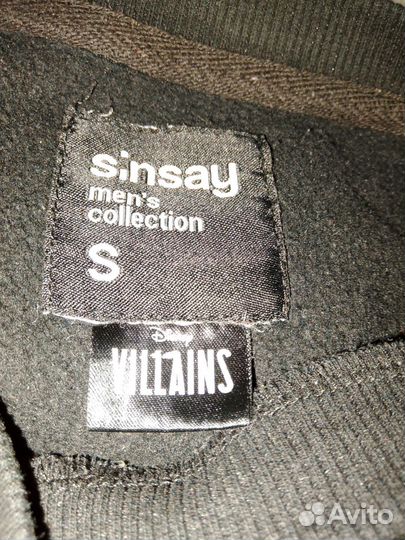 sinsay
men's
collection
S
Disney
VILLAINS
Avito